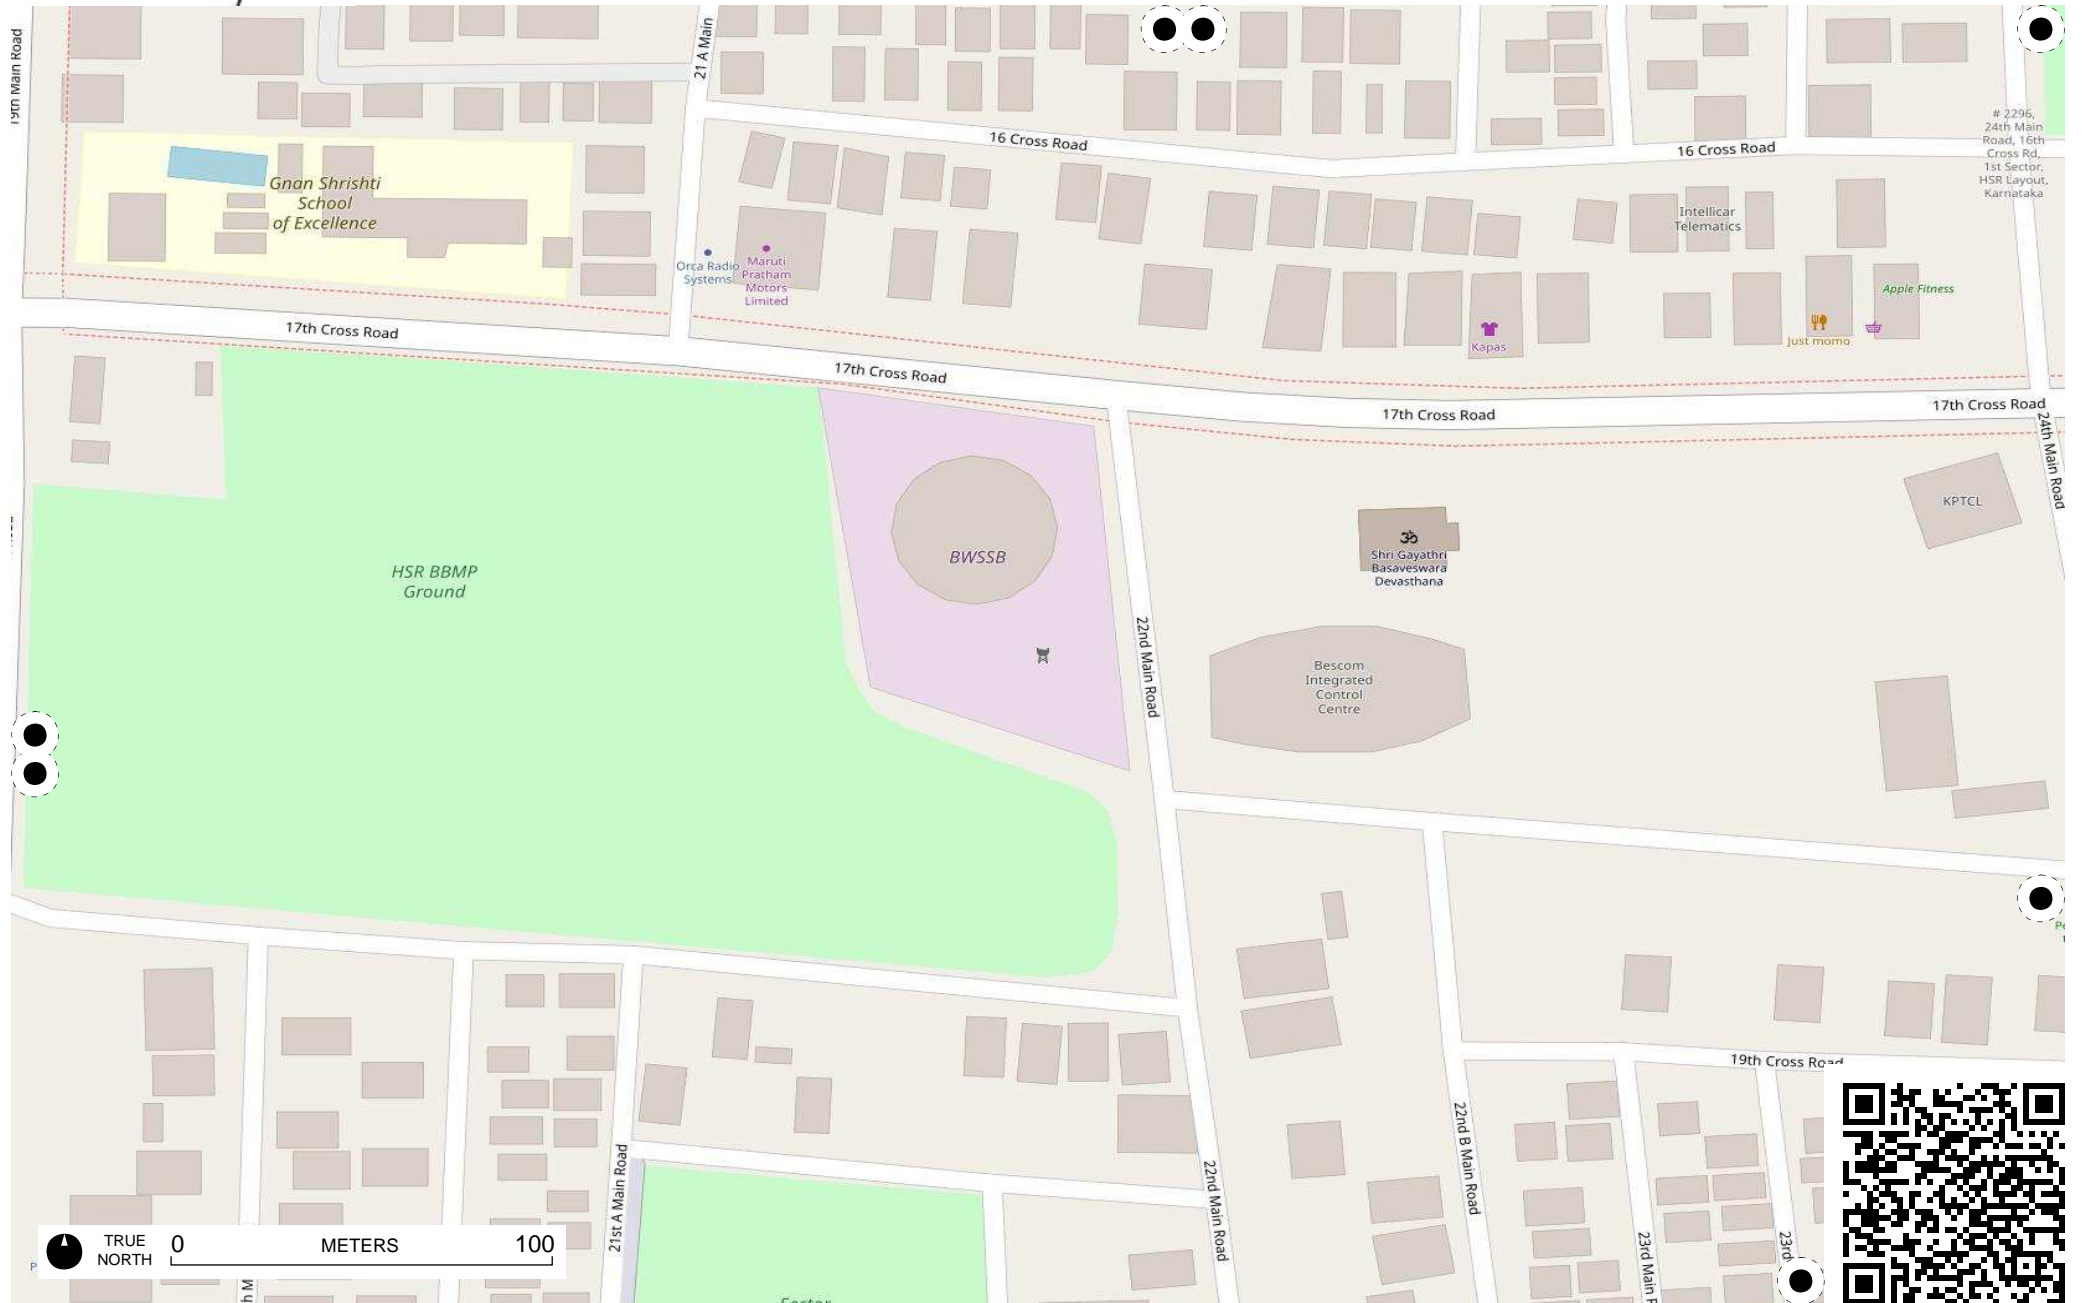 19th Main Road
21 A Main
16 Cross Road
16 Cross Road
# 2296,
24th Main
Road, 16th
Cross Rd,
1st Sector,
HSR Layout,
Karnataka
Gnan Shrishti
School
of Excellence
Intellicar
Telematics
Orca Radio
Systems
Maruti
Pratham
Motors
Limited
Apple Fitness
Kapas
Just momo
17th Cross Road
17th Cross Road
17th Cross Road
17th Cross Road
24th Main Road
KPTCL
ॐ
Shri Gayathri
Basaveswara
Devasthana
BWSSB
HSR BBMP
Ground
22nd Main Road
Bescom
Integrated
Control
Centre
19th Cross Road
21st A Main Road
22nd Main Road
22nd B Main Road
23rd Main
23rd
TRUE
NORTH
0 METERS 100